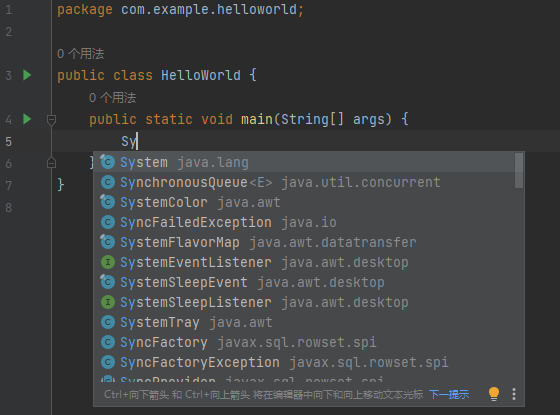 1 package com.example.helloworld;
2
0 个用法
3 public class HelloWorld {
0 个用法
4 public static void main(String[] args) {
5 Sy
6 }
7 }
8
System java.lang
SynchronousQueue<E> java.util.concurrent
SystemColor java.awt
SyncFailedException java.io
SystemFlavorMap java.awt.datatransfer
SystemEventListener java.awt.desktop
SystemSleepEvent java.awt.desktop
SystemSleepListener java.awt.desktop
SystemTray java.awt
SyncFactory javax.sql.rowset.spi
SyncFactoryException javax.sql.rowset.spi
SyncProvider javax.sql.rowset.spi
Ctrl+向下箭头 和 Ctrl+向上箭头 将在编辑器中向下和向上移动文本光标 下一提示